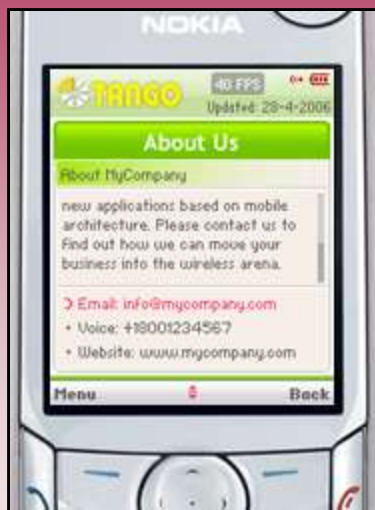 NOKIA
TANGO
40 FPS
Updated: 28-4-2006
About Us
About MyCompany
new applications based on mobile
architecture. Please contact us to
find out how we can move your
business into the wireless arena.
Email: info@mycompany.com
• Voice: +18001234567
• Website: www.mycompany.com
Menu
Back